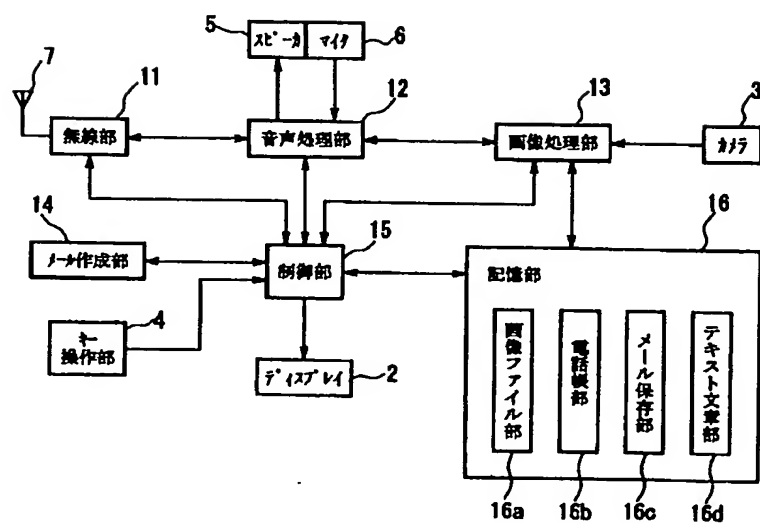 5
スピーカ
マイク
6
7
11
12
13
3
無線部
音声処理部
画像処理部
カメラ
14
15
16
メール作成部
制御部
記憶部
4
キー
操作部
ディスプレイ
2
画像ファイル部
電話帳部
メール保存部
テキスト文章部
16a
16b
16c
16d